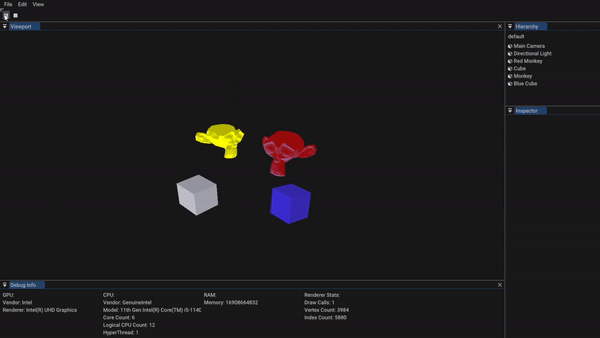 File Edit View
Viewport
Hierarchy
default
Main Camera
Directional Light
Red Monkey
Cube
Monkey
Blue Cube
Inspector
Debug Info
GPU:
Vendor: Intel
Renderer: Intel(R) UHD Graphics
CPU:
Vendor: GenuineIntel
Model: 11th Gen Intel(R) Core(TM) i5-114
Core Count: 6
Logical CPU Count: 12
HyperThread: 1
RAM:
Memory: 16908664832
Renderer Stats:
Draw Calls: 1
Vertex Count: 3984
Index Count: 5880